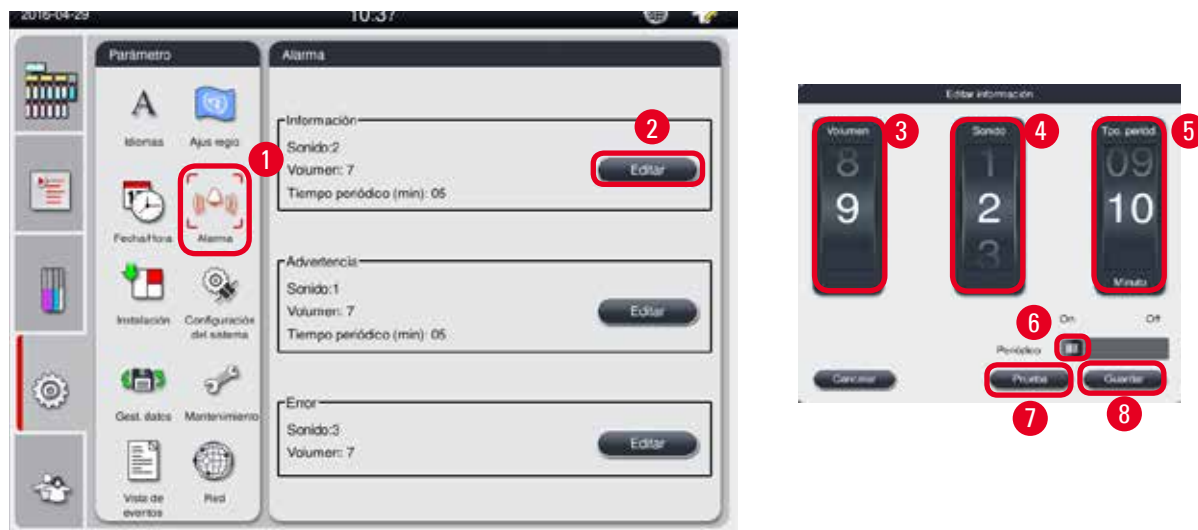 2016-04-29
10:37
Parámetro
Alarma
A
Idiomas
Ajus regio
1
Fecha/Hora
Alarma
Instalación
Configuración
del sistema
Gest. datos
Mantenimiento
Vista de
eventos
Red
Información
2
Sonido:2
Editar
Volumen: 7
Tiempo periódico (min): 05
Advertencia
Sonido:1
Volumen: 7
Editar
Tiempo periódico (min): 05
Error
Sonido:3
Editar
Volumen: 7
Editar información
Volumen
3
Sonido
4
Tpo. periód.
5
8
1
09
9
2
10
3
Minuto
6
On
Off
Periódico
Cancelar
Prueba
Guardar
7
8